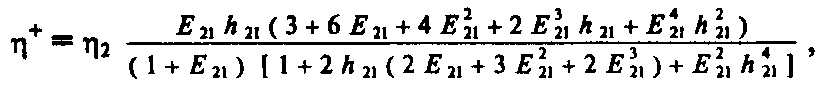 η⁺ = η₂ \frac{E₂₁ h₂₁ ( 3 + 6 E₂₁ + 4 E₂₁² + 2 E₂₁³ h₂₁ + E₂₁⁴ h₂₁² )}{( 1 + E₂₁ ) [ 1 + 2 h₂₁ ( 2 E₂₁ + 3 E₂₁² + 2 E₂₁³ ) + E₂₁² h₂₁⁴ ]} ,